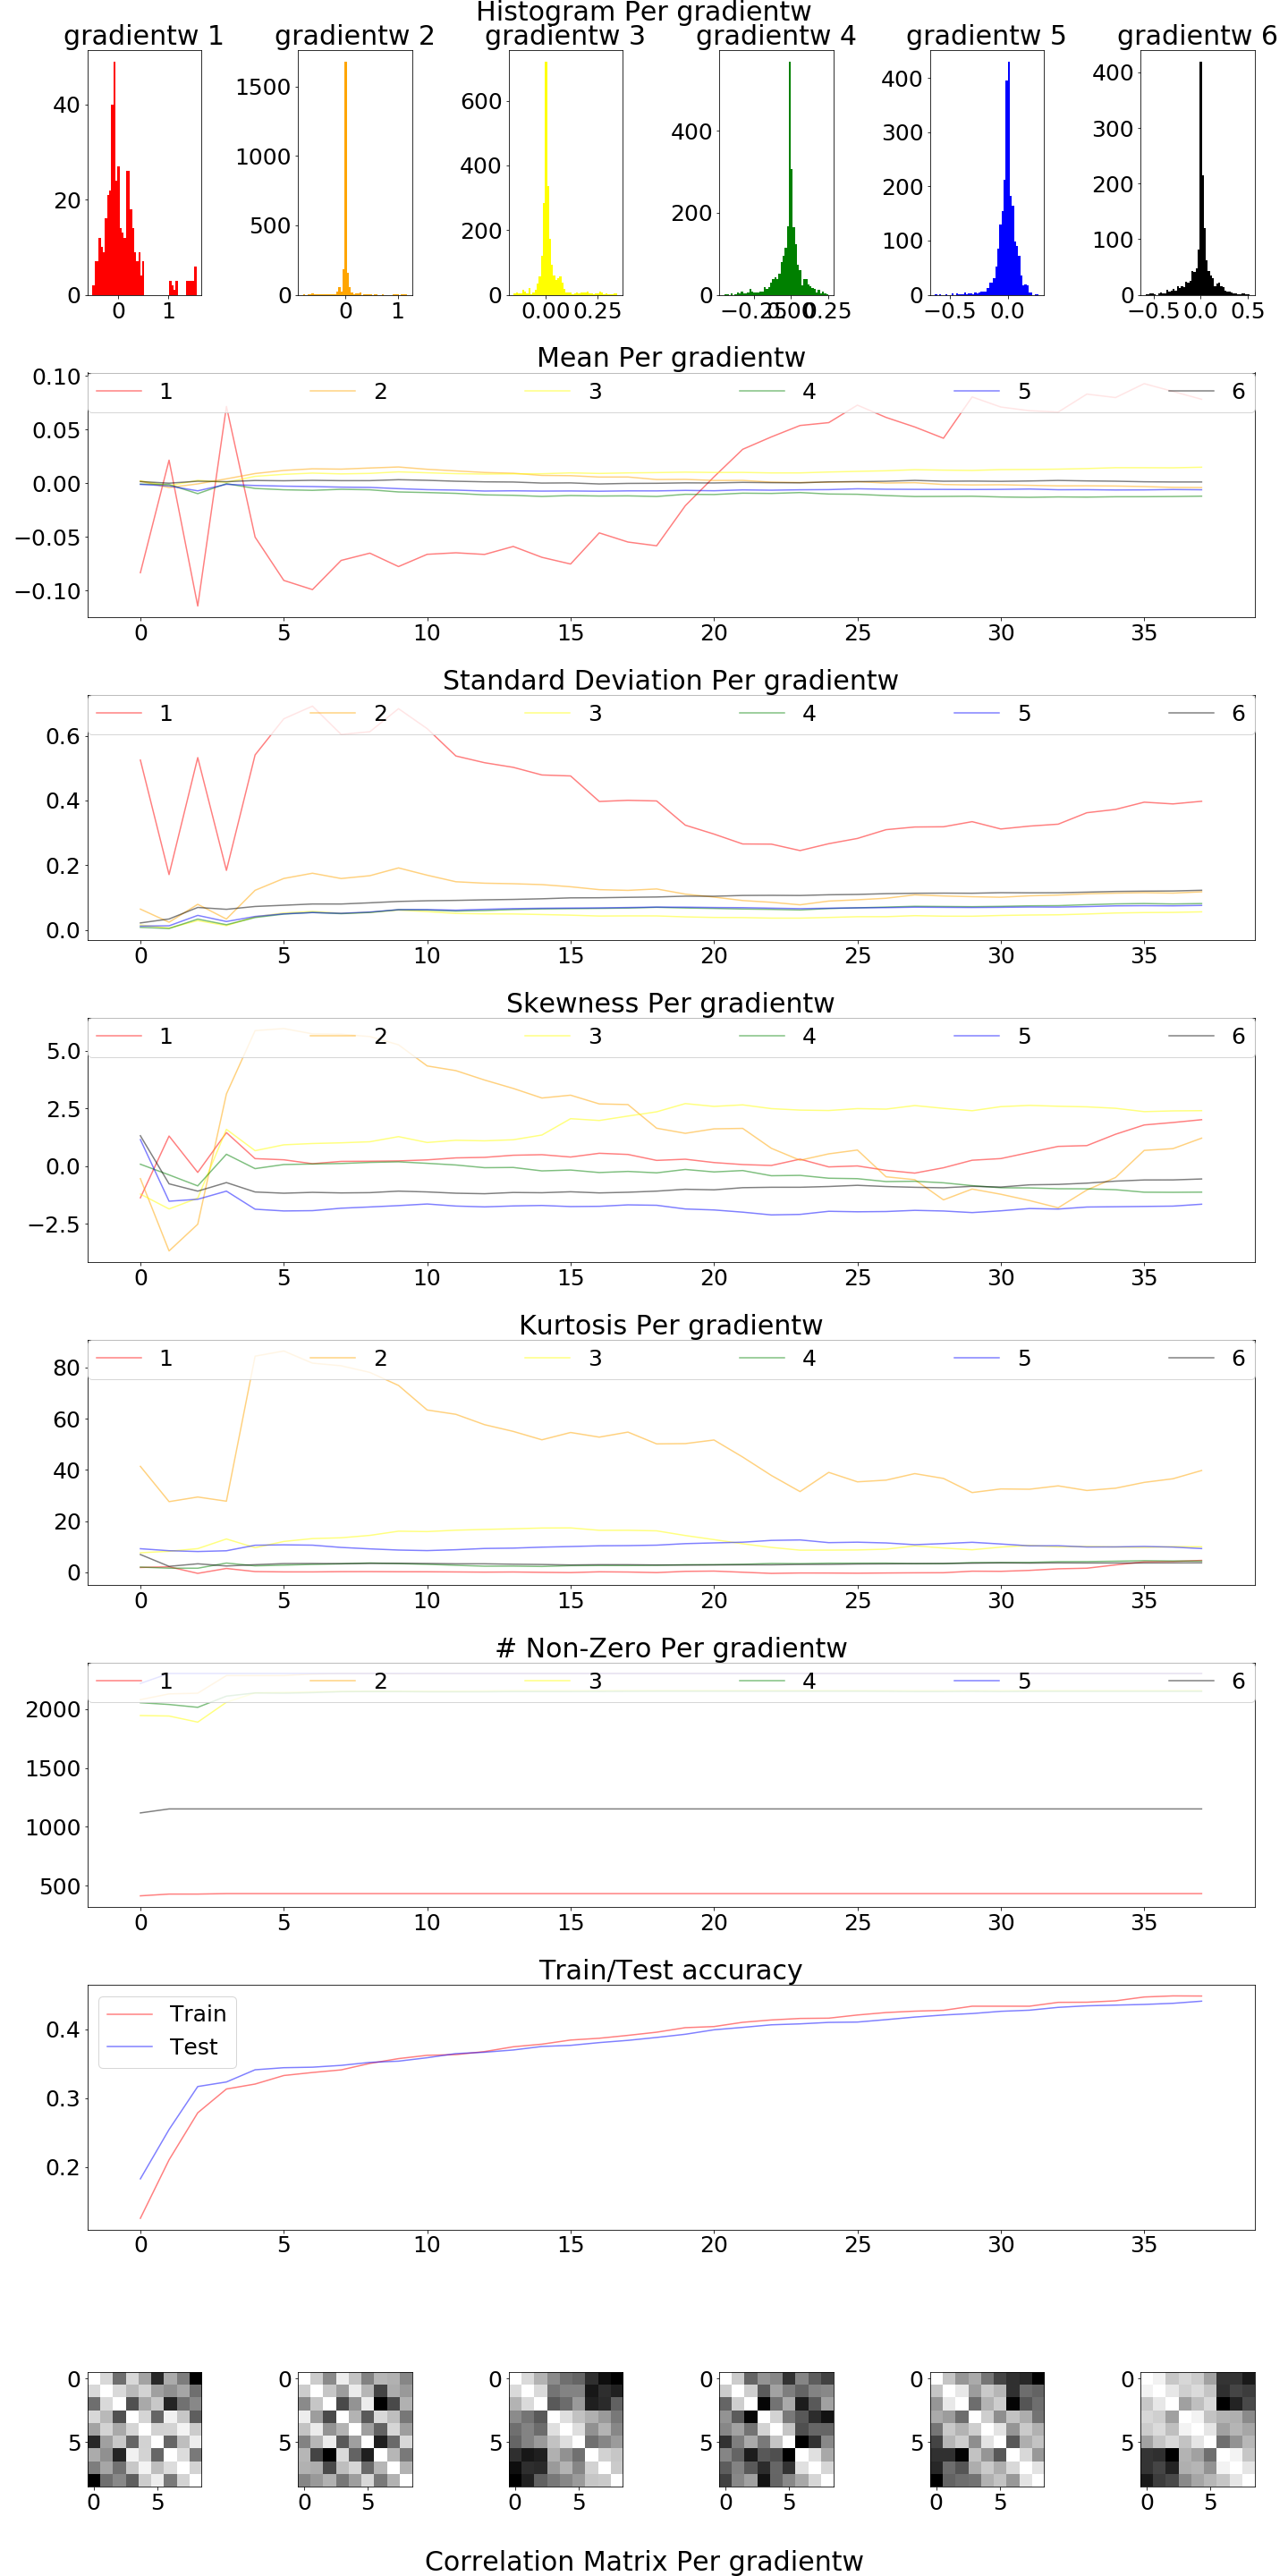 Histogram Per gradientw
gradientw 1 gradientw 2 gradientw 3 gradientw 4 gradientw 5 gradientw 6
40 20 0 0 1
1500 1000 500 0 0 1
600 400 200 0 0.00 0.25
400 200 0 −0.25 0.00 0.25
400 300 200 100 0 −0.5 0.0
400 300 200 100 0 −0.5 0.0 0.5
Mean Per gradientw
1 2 3 4 5 6
0.10
0.05
0.00
−0.05
−0.10
0 5 10 15 20 25 30 35
Standard Deviation Per gradientw
1 2 3 4 5 6
0.6
0.4
0.2
0.0
0 5 10 15 20 25 30 35
Skewness Per gradientw
1 2 3 4 5 6
5.0
2.5
0.0
−2.5
0 5 10 15 20 25 30 35
Kurtosis Per gradientw
1 2 3 4 5 6
80
60
40
20
0
0 5 10 15 20 25 30 35
# Non-Zero Per gradientw
1 2 3 4 5 6
2000
1500
1000
500
0 5 10 15 20 25 30 35
Train/Test accuracy
Train
Test
0.4
0.3
0.2
0 5 10 15 20 25 30 35
0 0 0 0 0 0
5 5 5 5 5 5
0 5 0 5 0 5 0 5 0 5 0 5
Correlation Matrix Per gradientw